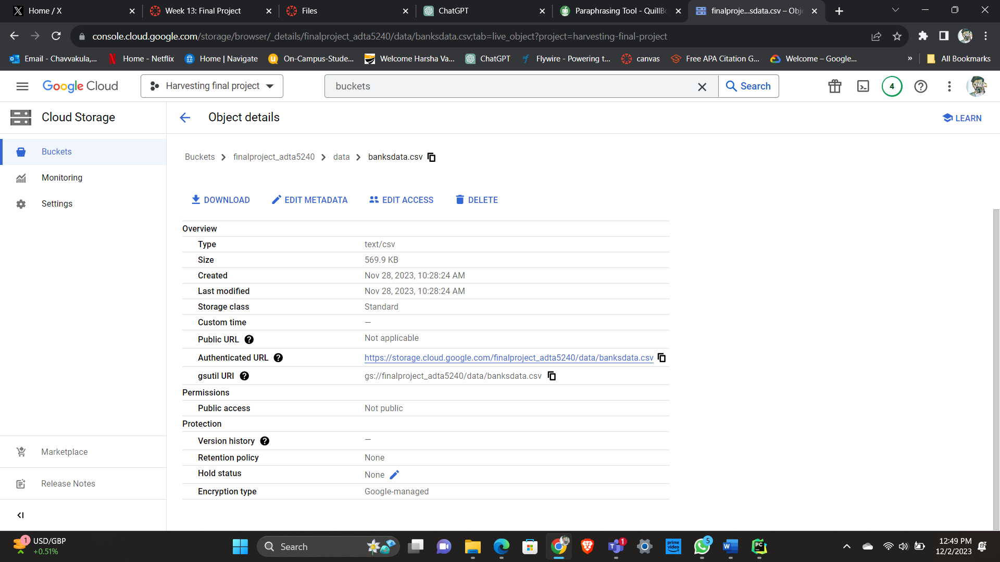 Home / X
Week 13: Final Project
Files
ChatGPT
Paraphrasing Tool - QuillBo
finalproje...sdata.csv – Obje
console.cloud.google.com/storage/browser/_details/finalproject_adta5240/data/banksdata.csv;tab=live_object?project=harvesting-final-project
Email - Chavvakula,...
Home - Netflix
Home | Navigate
On-Campus-Stude...
Welcome Harsha Va...
ChatGPT
Flywire - Powering t...
canvas
Free APA Citation G...
Welcome – Google...
»
All Bookmarks
Google Cloud
Harvesting final project
buckets
Search
4
Cloud Storage
Object details
LEARN
Buckets
Monitoring
Settings
Marketplace
Release Notes
Buckets > finalproject_adta5240 > data > banksdata.csv
DOWNLOAD
EDIT METADATA
EDIT ACCESS
DELETE
Overview
Type text/csv
Size 569.9 KB
Created Nov 28, 2023, 10:28:24 AM
Last modified Nov 28, 2023, 10:28:24 AM
Storage class Standard
Custom time —
Public URL Not applicable
Authenticated URL https://storage.cloud.google.com/finalproject_adta5240/data/banksdata.csv
gsutil URI gs://finalproject_adta5240/data/banksdata.csv
Permissions
Public access Not public
Protection
Version history —
Retention policy None
Hold status None
Encryption type Google-managed
1
USD/GBP
+0.51%
Search
1
prime video
5
W
PC
12:49 PM
12/2/2023